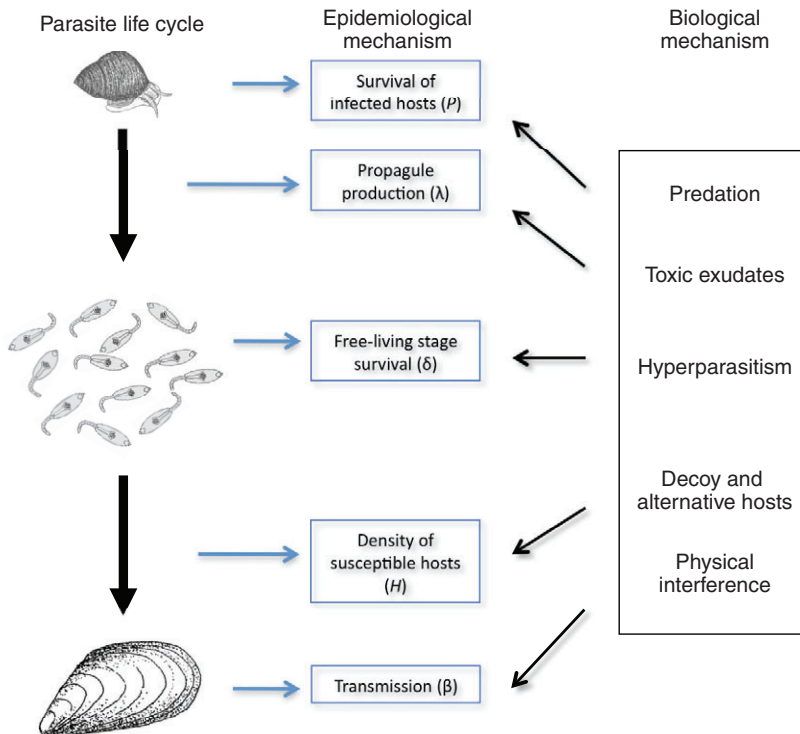 Parasite life cycle
Epidemiological
mechanism
Biological
mechanism
Survival of
infected hosts (P)
Propagule
production (λ)
Free-living stage
survival (δ)
Density of
susceptible hosts
(H)
Transmission (β)
Predation
Toxic exudates
Hyperparasitism
Decoy and
alternative hosts
Physical
interference